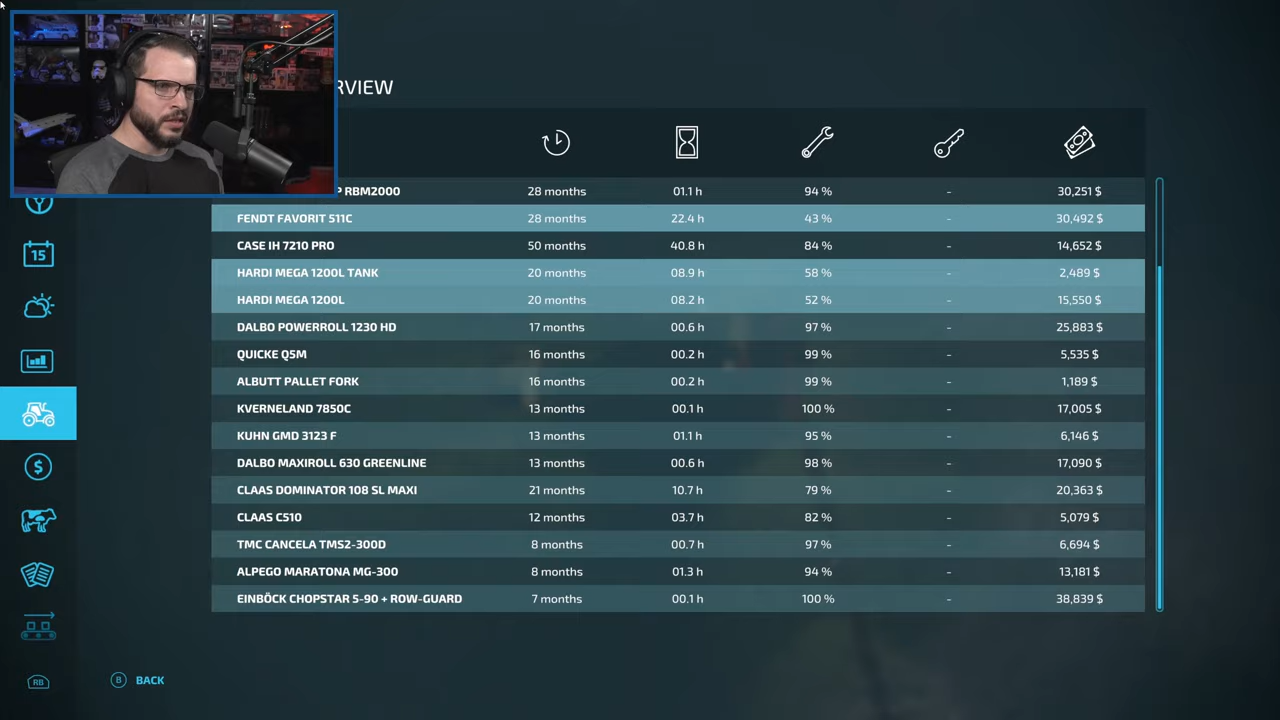 RVIEW
P RBM2000 28 months 01.1 h 94 % - 30,251 $
FENDT FAVORIT 511C 28 months 22.4 h 43 % - 30,492 $
CASE IH 7210 PRO 50 months 40.8 h 84 % - 14,652 $
HARDI MEGA 1200L TANK 20 months 08.9 h 58 % - 2,489 $
HARDI MEGA 1200L 20 months 08.2 h 52 % - 15,550 $
DALBO POWERROLL 1230 HD 17 months 00.6 h 97 % - 25,883 $
QUICKE Q5M 16 months 00.2 h 99 % - 5,535 $
ALBUTT PALLET FORK 16 months 00.2 h 99 % - 1,189 $
KVERNELAND 7850C 13 months 00.1 h 100 % - 17,005 $
KUHN GMD 3123 F 13 months 01.1 h 95 % - 6,146 $
DALBO MAXIROLL 630 GREENLINE 13 months 00.6 h 98 % - 17,090 $
CLAAS DOMINATOR 108 SL MAXI 21 months 10.7 h 79 % - 20,363 $
CLAAS C510 12 months 03.7 h 82 % - 5,079 $
TMC CANCELA TMS2-300D 8 months 00.7 h 97 % - 6,694 $
ALPEGO MARATONA MG-300 8 months 01.3 h 94 % - 13,181 $
EINBÖCK CHOPSTAR 5-90 + ROW-GUARD 7 months 00.1 h 100 % - 38,839 $
15
$
RB
B BACK